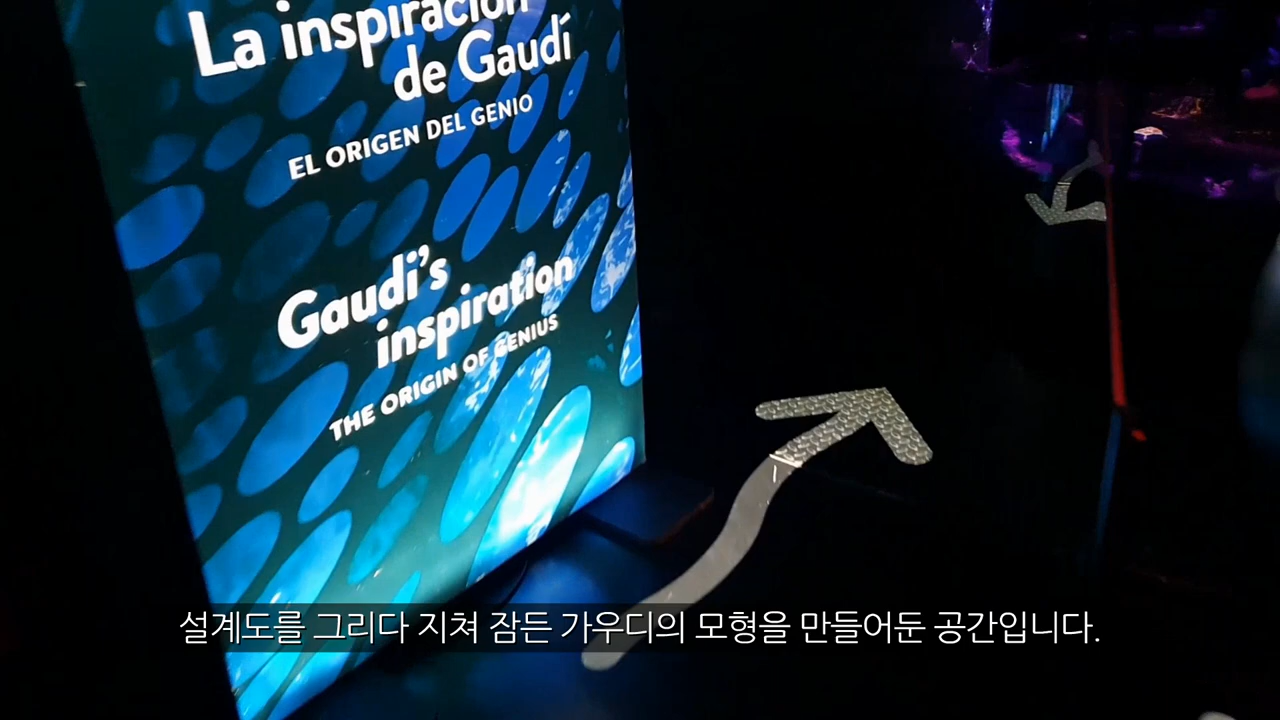 La inspiración
de Gaudí
EL ORIGEN DEL GENIO
Gaudí's
inspiration
THE ORIGIN OF GENIUS
설계도를 그리다 지쳐 잠든 가우디의 모형을 만들어둔 공간입니다.